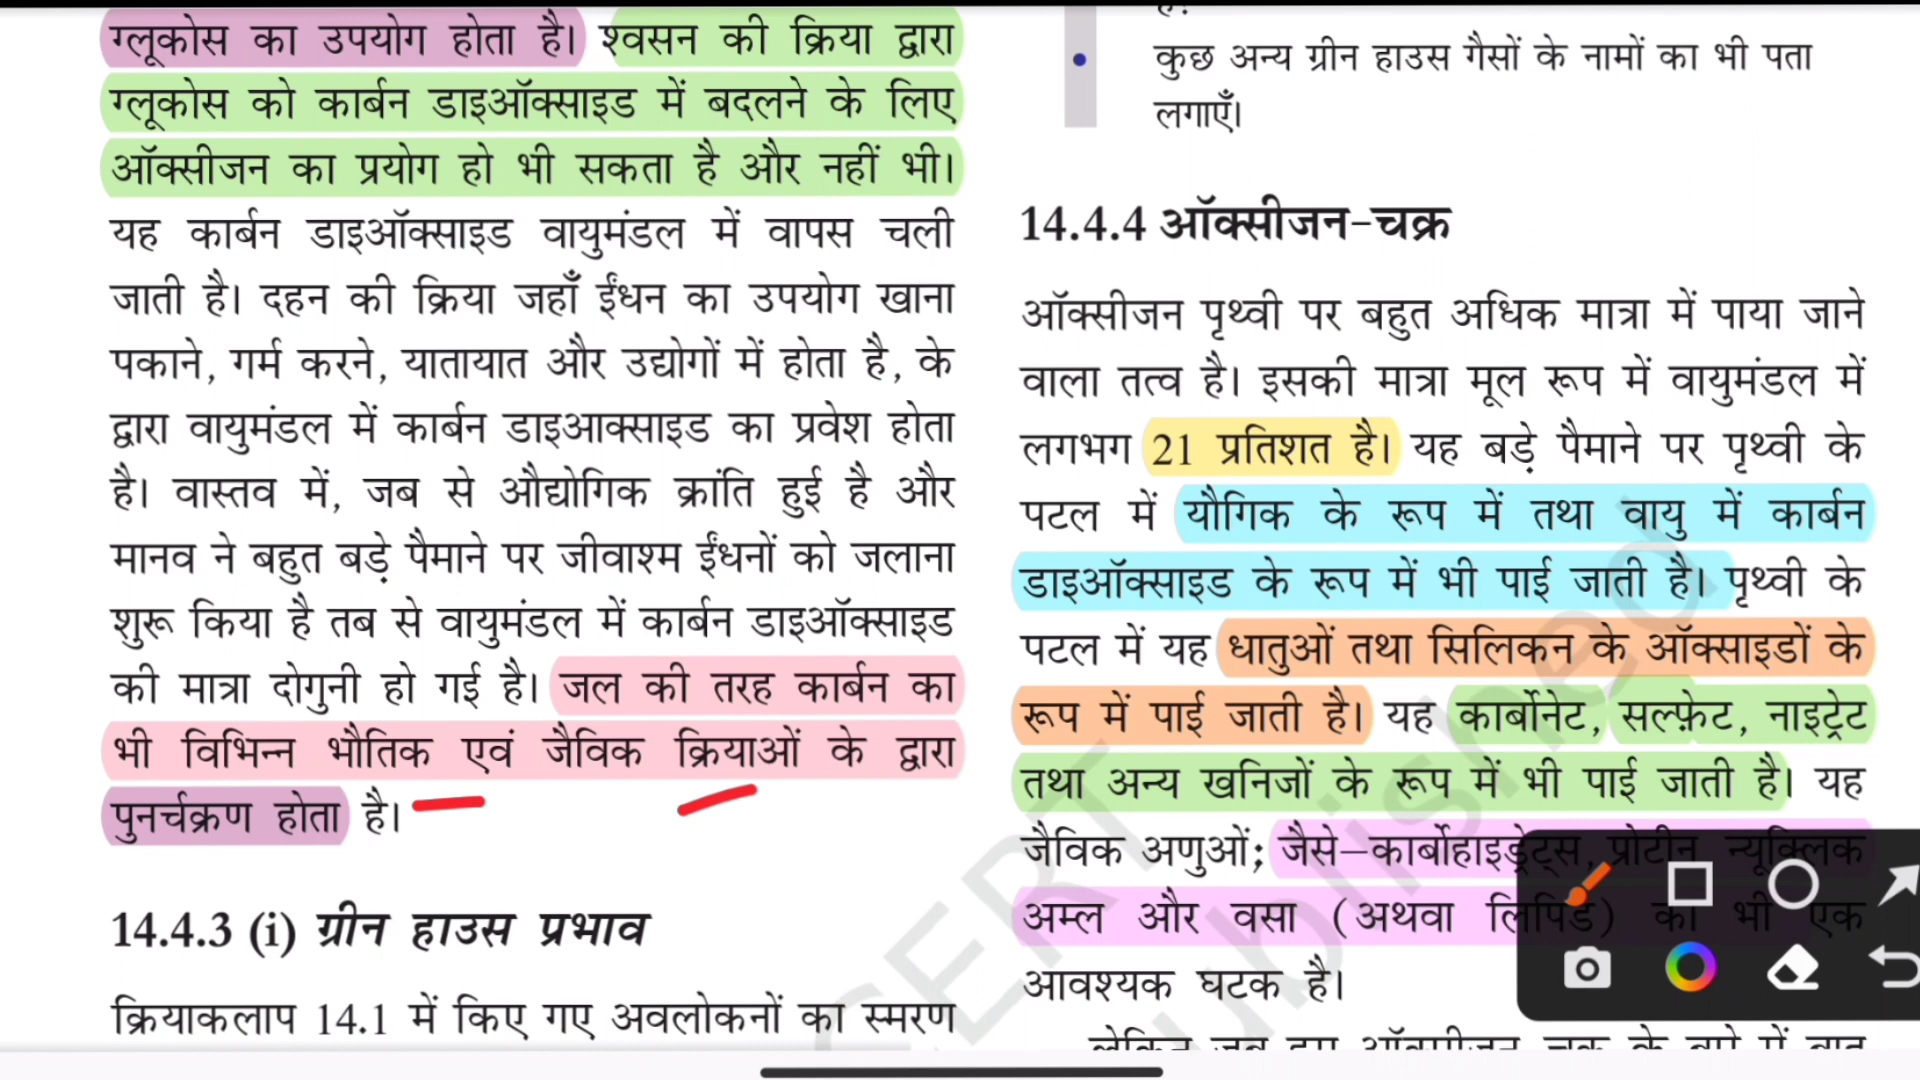 ग्लूकोस का उपयोग होता है। श्वसन की क्रिया द्वारा
ग्लूकोस को कार्बन डाइऑक्साइड में बदलने के लिए
ऑक्सीजन का प्रयोग हो भी सकता है और नहीं भी।
यह कार्बन डाइऑक्साइड वायुमंडल में वापस चली
जाती है। दहन की क्रिया जहाँ ईंधन का उपयोग खाना
पकाने, गर्म करने, यातायात और उद्योगों में होता है, के
द्वारा वायुमंडल में कार्बन डाइआक्साइड का प्रवेश होता
है। वास्तव में, जब से औद्योगिक क्रांति हुई है और
मानव ने बहुत बड़े पैमाने पर जीवाश्म ईंधनों को जलाना
शुरू किया है तब से वायुमंडल में कार्बन डाइऑक्साइड
की मात्रा दोगुनी हो गई है। जल की तरह कार्बन का
भी विभिन्न भौतिक एवं जैविक क्रियाओं के द्वारा
पुनर्चक्रण होता है।
14.4.3 (i) ग्रीन हाउस प्रभाव
क्रियाकलाप 14.1 में किए गए अवलोकनों का स्मरण
• कुछ अन्य ग्रीन हाउस गैसों के नामों का भी पता
लगाएँ।
14.4.4 ऑक्सीजन-चक्र
ऑक्सीजन पृथ्वी पर बहुत अधिक मात्रा में पाया जाने
वाला तत्व है। इसकी मात्रा मूल रूप में वायुमंडल में
लगभग 21 प्रतिशत है। यह बड़े पैमाने पर पृथ्वी के
पटल में यौगिक के रूप में तथा वायु में कार्बन
डाइऑक्साइड के रूप में भी पाई जाती है। पृथ्वी के
पटल में यह धातुओं तथा सिलिकन के ऑक्साइडों के
रूप में पाई जाती है। यह कार्बोनेट, सल्फ़ेट, नाइट्रेट
तथा अन्य खनिजों के रूप में भी पाई जाती है। यह
जैविक अणुओं; जैसे–कार्बोहाइड्रेट्स, प्रोटीन न्यूक्लिक
अम्ल और वसा (अथवा लिपिड) का भी एक
आवश्यक घटक है।